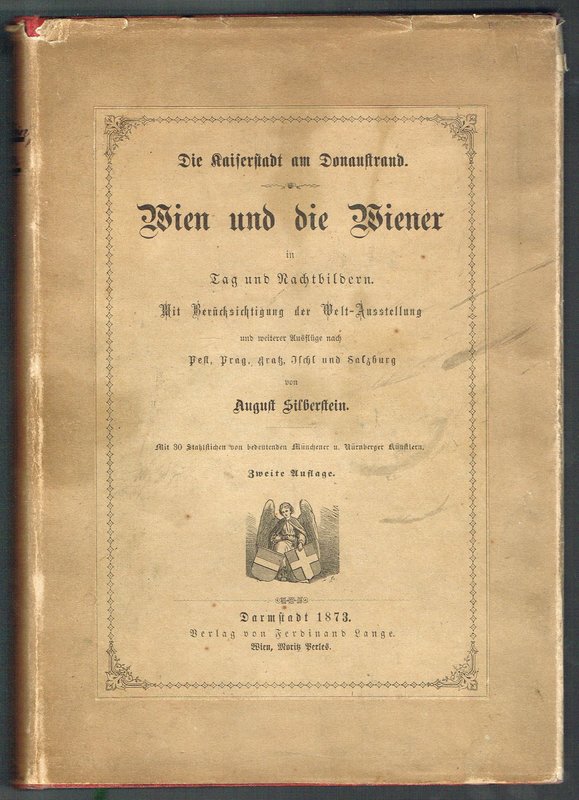 Die Kaiserstadt am Donaustrand.
Wien und die Wiener
in
Tag und Nachtbildern.
Mit Berücksichtigung der Welt-Ausstellung
und weiterer Ausflüge nach
Pest, Prag, Gratz, Ischl und Salzburg
von
August Silberstein.
Mit 30 Stahlstichen von bedeutenden Münchener u. Nürnberger Künstlern.
Zweite Auflage.
Darmstadt 1873.
Verlag von Ferdinand Lange.
Wien, Moritz Perles.